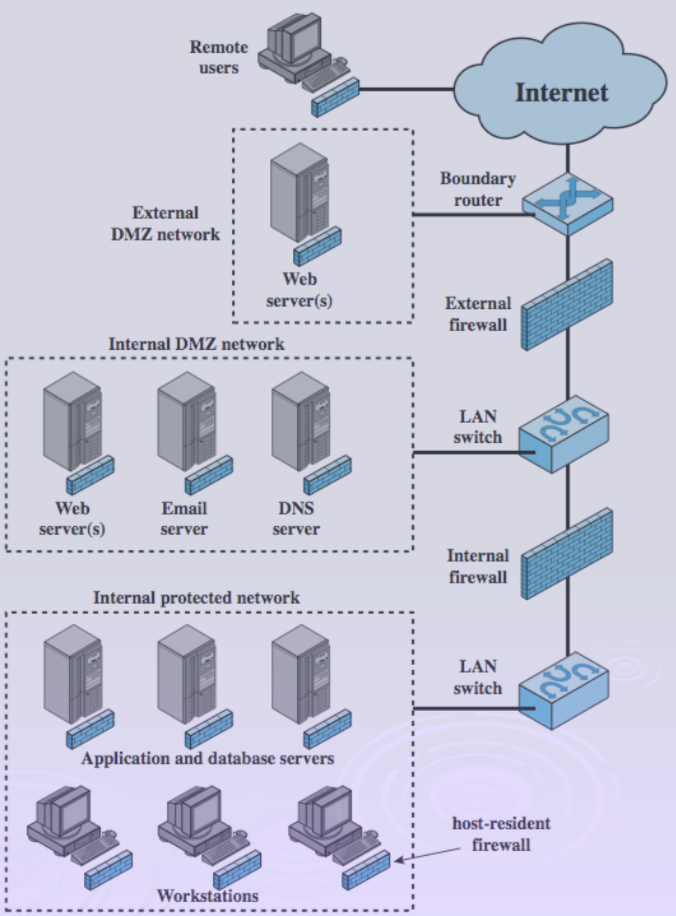 Remote
users
Internet
Boundary
router
External
DMZ network
Web
server(s)
External
firewall
Internal DMZ network
LAN
switch
Web
server(s)
Email
server
DNS
server
Internal
firewall
Internal protected network
LAN
switch
Application and database servers
host-resident
firewall
Workstations